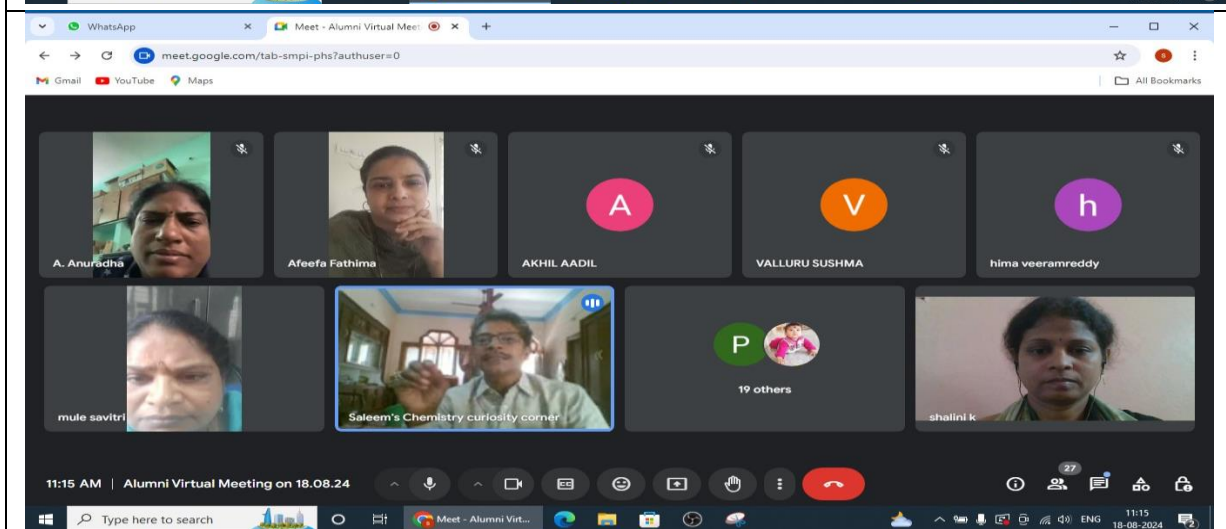 WhatsApp
Meet - Alumni Virtual Meet
meet.google.com/tab-smpi-phs?authuser=0
Gmail YouTube Maps All Bookmarks
A V h
A. Anuradha Afeefa Fathima AKHIL AADIL VALLURU SUSHMA hima veeramreddy
P
19 others
mule savitri Saleem's Chemistry curiosity corner shalini k
27
11:15 AM | Alumni Virtual Meeting on 18.08.24
Type here to search Meet - Alumni Virt... ENG 11:15
18-08-2024